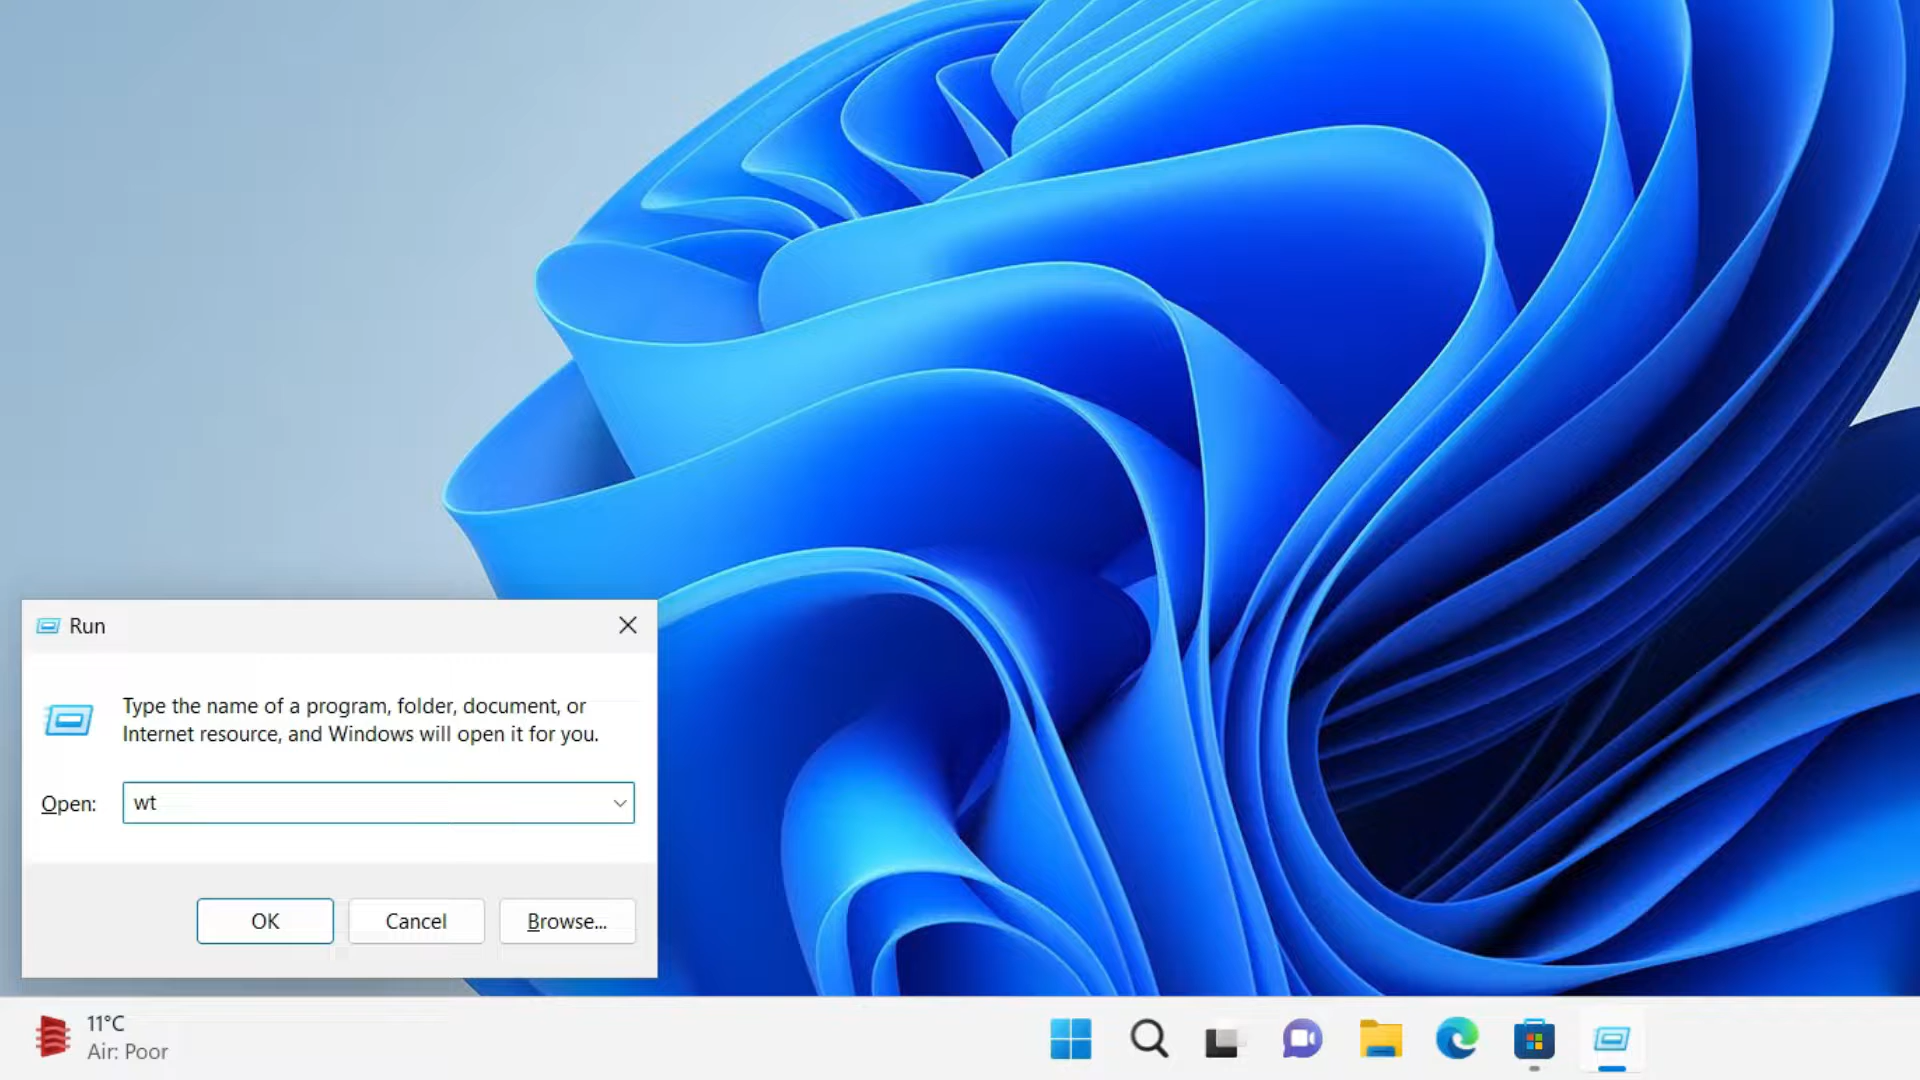 Run
Type the name of a program, folder, document, or
Internet resource, and Windows will open it for you.
Open:
wt
OK
Cancel
Browse...
11°C
Air: Poor